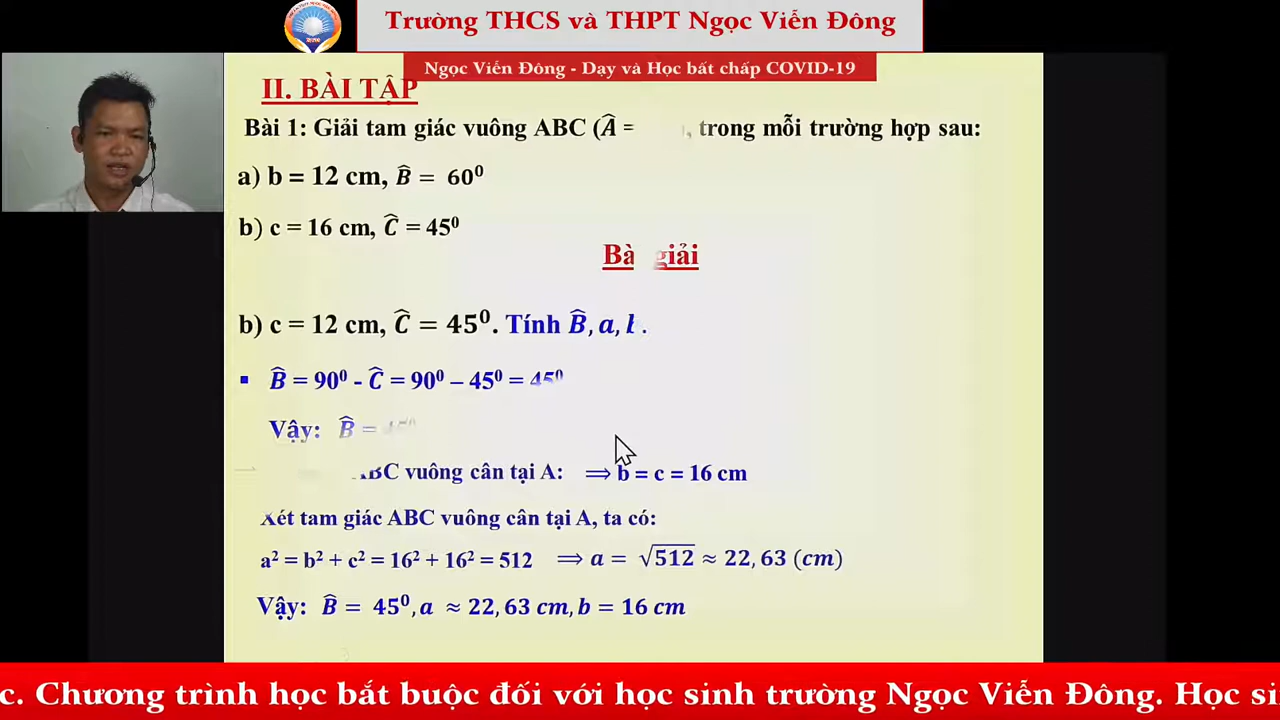 Trường THCS và THPT Ngọc Viễn Đông
Ngọc Viễn Đông - Dạy và Học bất chấp COVID-19
II. BÀI TẬP
Bài 1: Giải tam giác vuông ABC (Â = , trong mỗi trường hợp sau:
a) b = 12 cm, B̂ = 60⁰
b) c = 16 cm, Ĉ = 45⁰
Bà giải
b) c = 12 cm, Ĉ = 45⁰. Tính B̂, a, b.
▪ B̂ = 90⁰ - Ĉ = 90⁰ – 45⁰ = 45⁰
Vậy: B̂ = 45⁰
ABC vuông cân tại A: ⟹ b = c = 16 cm
Xét tam giác ABC vuông cân tại A, ta có:
a² = b² + c² = 16² + 16² = 512 ⟹ a = √512 ≈ 22,63 (cm)
Vậy: B̂ = 45⁰, a ≈ 22,63 cm, b = 16 cm
c. Chương trình học bắt buộc đối với học sinh trường Ngọc Viễn Đông. Học si